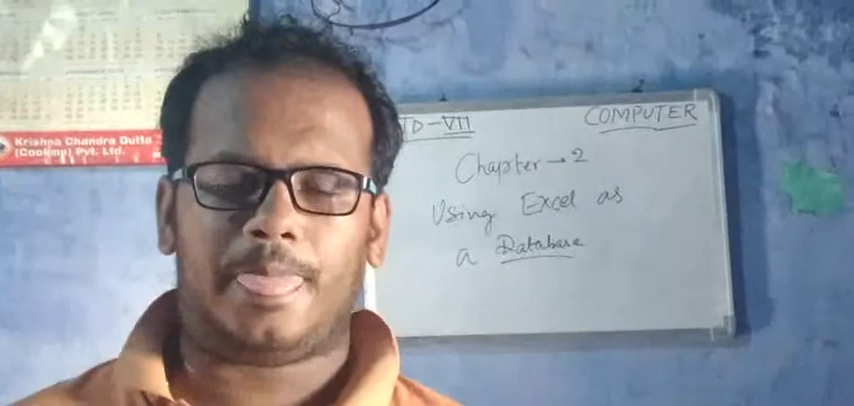 Krishna Chandra Dutta
(Cookme) Pvt. Ltd.
TD-VII
COMPUTER
Chapter → 2
Using Excel as
a Database